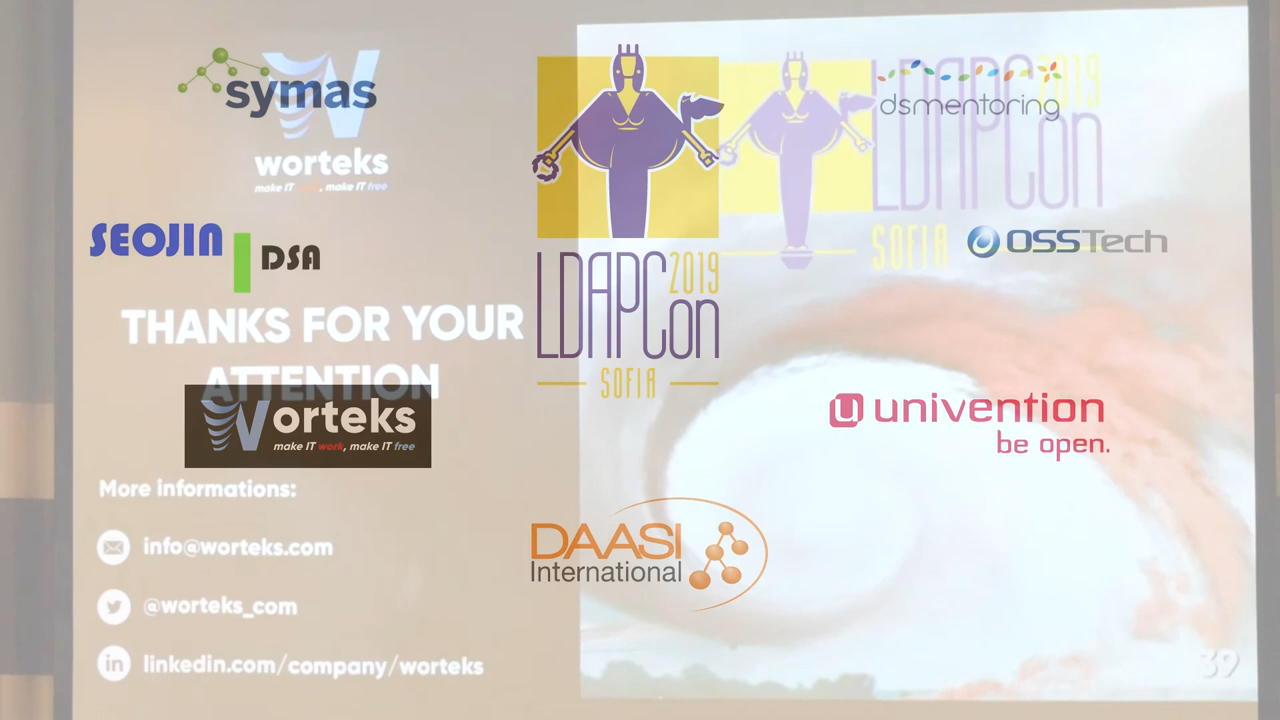 symas
worteks
make IT work, make IT free
LDAPCon
2019
SOFIA
dsmentoring
SEOJIN
DSA
OSSTech
THANKS FOR YOUR
ATTENTION
LDAPCon
2019
SOFIA
Worteks
make IT work, make IT free
univention
be open.
More informations:
info@worteks.com
DAASI
International
@worteks_com
in linkedin.com/company/worteks
39